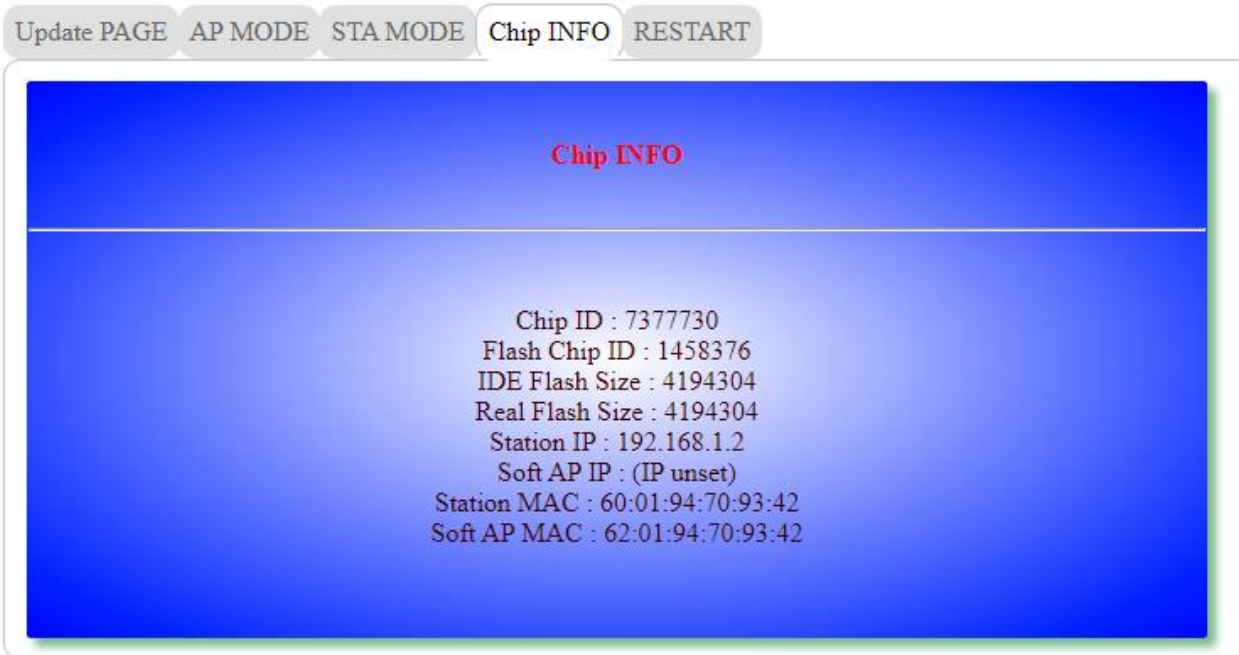 Update PAGE AP MODE STA MODE Chip INFO RESTART
Chip INFO
Chip ID : 7377730
Flash Chip ID : 1458376
IDE Flash Size : 4194304
Real Flash Size : 4194304
Station IP : 192.168.1.2
Soft AP IP : (IP unset)
Station MAC : 60:01:94:70:93:42
Soft AP MAC : 62:01:94:70:93:42